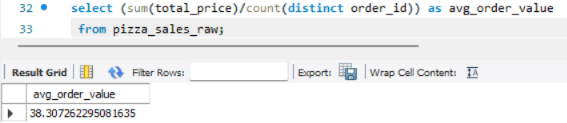 32 select (sum(total_price)/count(distinct order_id)) as avg_order_value
33 from pizza_sales_raw;
Result Grid Filter Rows: Export: Wrap Cell Content: IA
avg_order_value
38.307262295081635